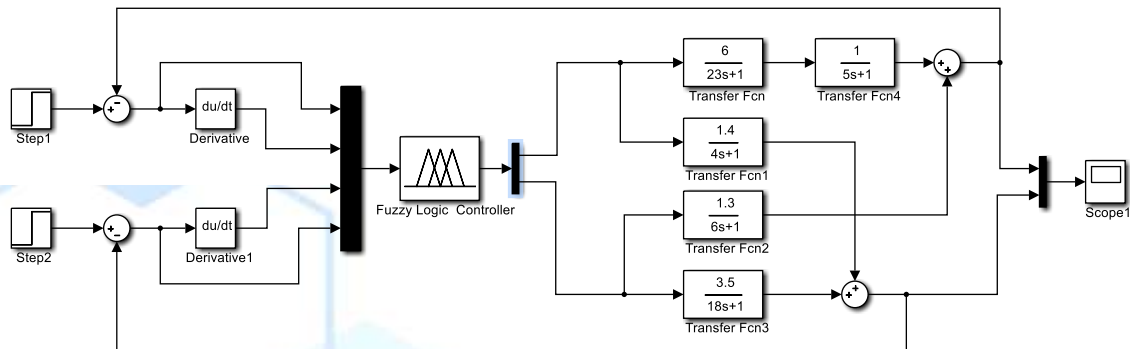 6
23s+1
Transfer Fcn
1
5s+1
Transfer Fcn4
Step1
du/dt
Derivative
1.4
4s+1
Transfer Fcn1
Fuzzy Logic Controller
Scope1
Step2
du/dt
Derivative1
1.3
6s+1
Transfer Fcn2
3.5
18s+1
Transfer Fcn3